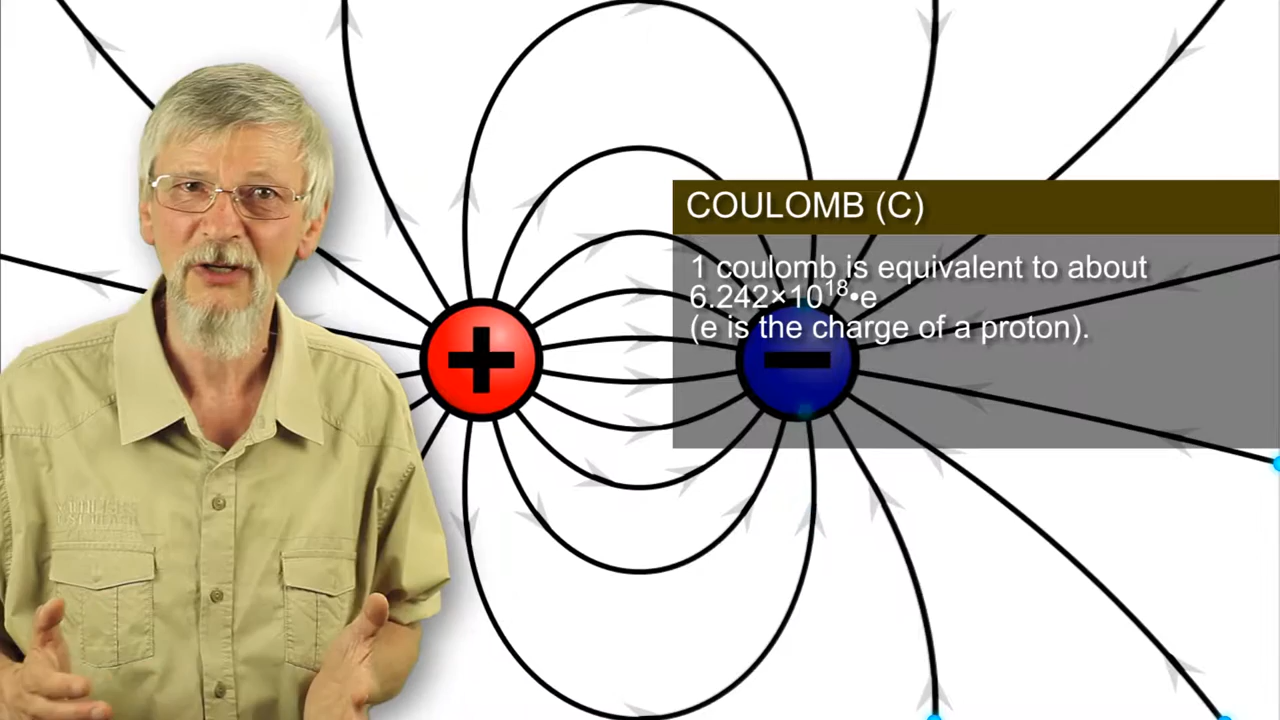 COULOMB (C)
1 coulomb is equivalent to about
6.242×10¹⁸•e
(e is the charge of a proton).
+
−